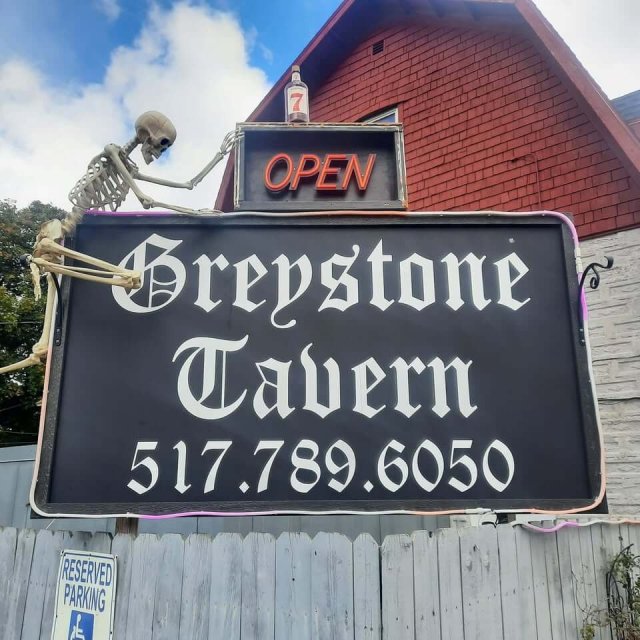 7
OPEN
Greystone
Tavern
517.789.6050
RESERVED
PARKING